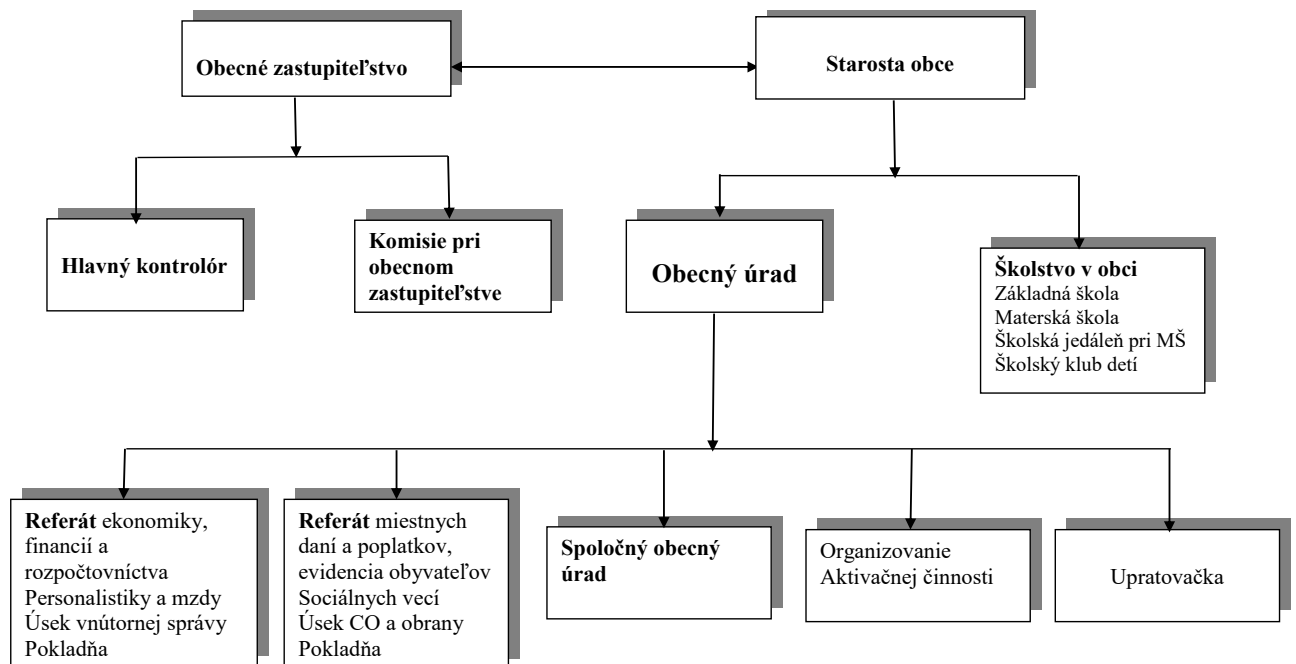 Obecné zastupiteľstvo
Starosta obce
Hlavný kontrolór
Komisie pri
obecnom
zastupiteľstve
Obecný úrad
Školstvo v obci
Základná škola
Materská škola
Školská jedáleň pri MŠ
Školský klub detí
Referát ekonomiky,
financií a
rozpočtovníctva
Personalistiky a mzdy
Úsek vnútornej správy
Pokladňa
Referát miestnych
daní a poplatkov,
evidencia obyvateľov
Sociálnych vecí
Úsek CO a obrany
Pokladňa
Spoločný obecný
úrad
Organizovanie
Aktivačnej činnosti
Upratovačka